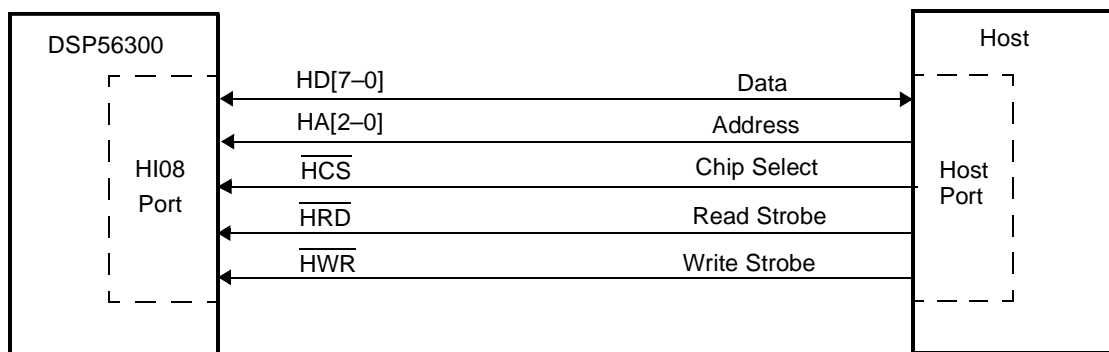 DSP56300
Host
HD[7–0]
Data
HA[2–0]
Address
HI08
Port
HCS
Chip Select
Host
Port
HRD
Read Strobe
HWR
Write Strobe